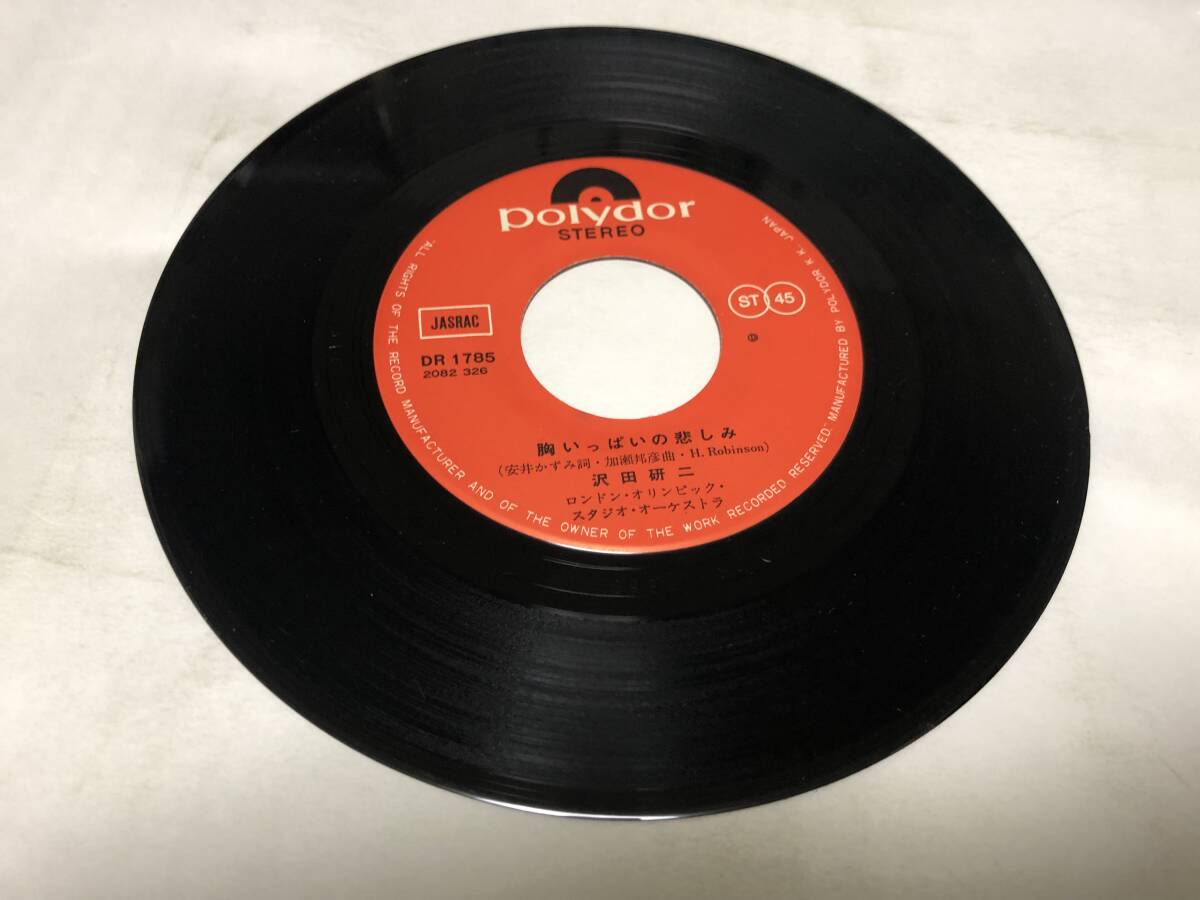 polydor
STEREO
JASRAC
DR 1785
2082 326
ST 45
Ⓟ
胸いっぱいの悲しみ
(安井かずみ詞・加瀬邦彦曲・H. Robinson)
沢田研二
ロンドン・オリンピック・
スタジオ・オーケストラ
"ALL RIGHTS OF THE RECORD MANUFACTURER AND OF THE OWNER OF THE WORK RECORDED RESERVED" MANUFACTURED BY POLYDOR K.K. JAPAN